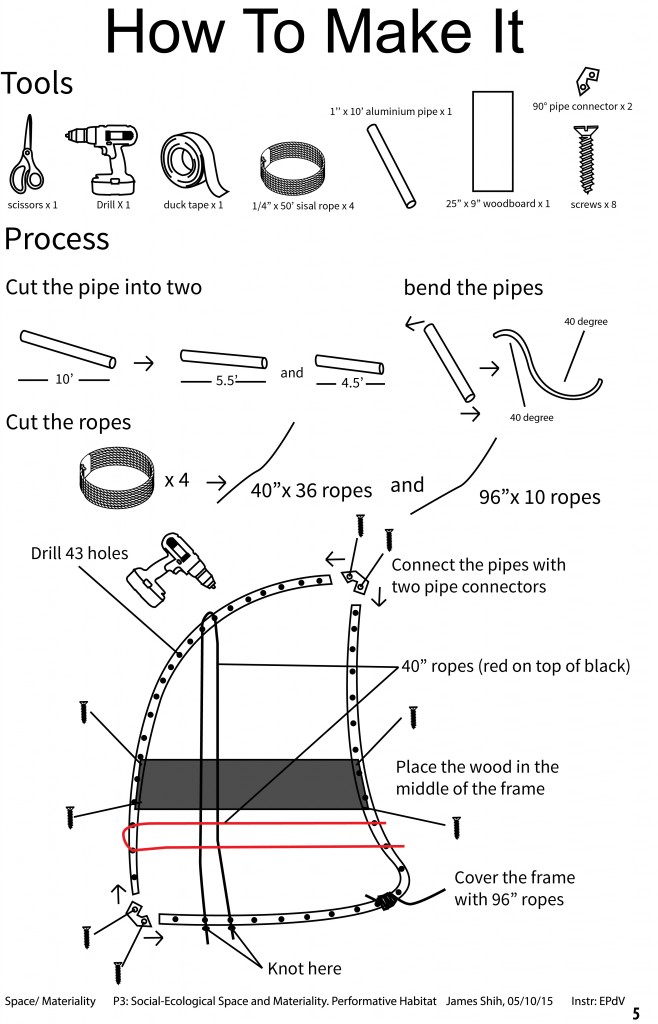 How To Make It
Tools
1'' x 10' aluminium pipe x 1
90° pipe connector x 2
scissors x 1
Drill X 1
duck tape x 1
1/4” x 50' sisal rope x 4
25” x 9” woodboard x 1
screws x 8
Process
Cut the pipe into two
bend the pipes
40 degree
10’
5.5’
and
4.5’
40 degree
Cut the ropes
x 4
40”x 36 ropes
and
96”x 10 ropes
Drill 43 holes
Connect the pipes with
two pipe connectors
40” ropes (red on top of black)
Place the wood in the
middle of the frame
Cover the frame
with 96” ropes
Knot here
Space/ Materiality P3: Social-Ecological Space and Materiality. Performative Habitat James Shih, 05/10/15 Instr: EPdV
5